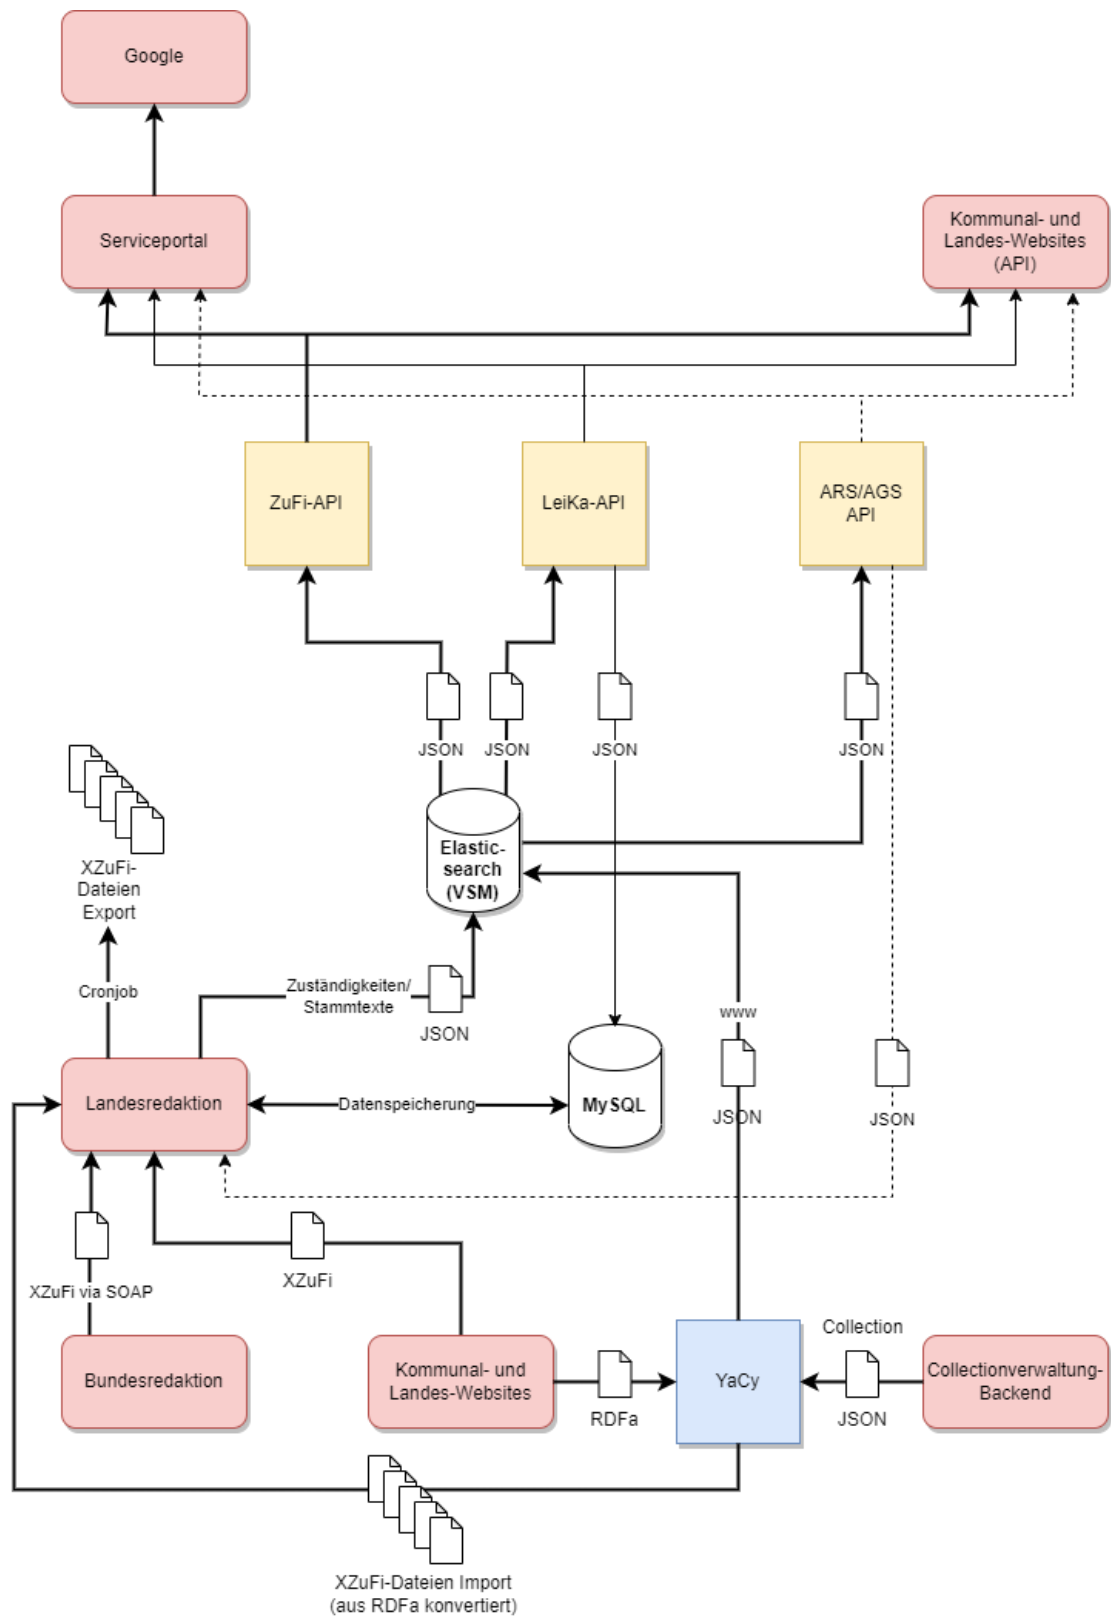 Google
Serviceportal
Kommunal- und
Landes-Websites
(API)
ZuFi-API
LeiKa-API
ARS/AGS
API
JSON
JSON
JSON
JSON
Elastic-
search
(VSM)
XZuFi-
Dateien
Export
Cronjob
Zuständigkeiten/
Stammtexte
JSON
www
Landesredaktion
Datenspeicherung
MySQL
JSON
JSON
XZuFi via SOAP
XZuFi
Bundesredaktion
Kommunal- und
Landes-Websites
RDFa
YaCy
Collection
JSON
Collectionverwaltung-
Backend
XZuFi-Dateien Import
(aus RDFa konvertiert)